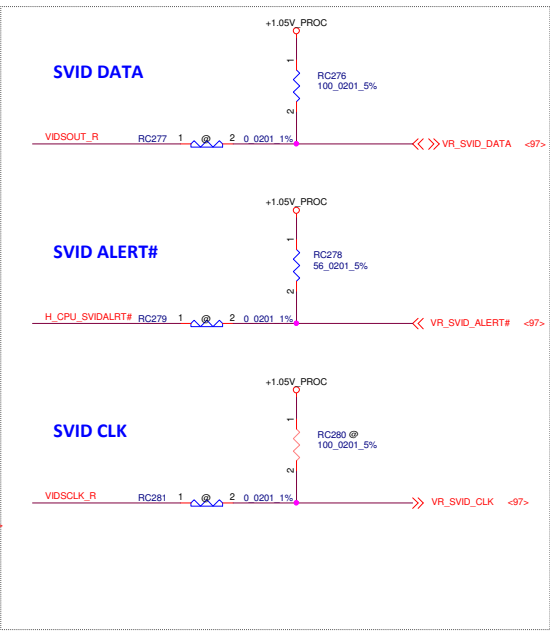 +1.05V_PROC
SVID DATA
1
RC276
100_0201_5%
2
VIDSOUT_R RC277 1 @ 2 0_0201_1% VR_SVID_DATA <97>
+1.05V_PROC
SVID ALERT#
1
RC278
56_0201_5%
2
H_CPU_SVIDALRT# RC279 1 @ 2 0_0201_1% VR_SVID_ALERT# <97>
+1.05V_PROC
SVID CLK
1
RC280 @
100_0201_5%
2
VIDSCLK_R RC281 1 @ 2 0_0201_1% VR_SVID_CLK <97>